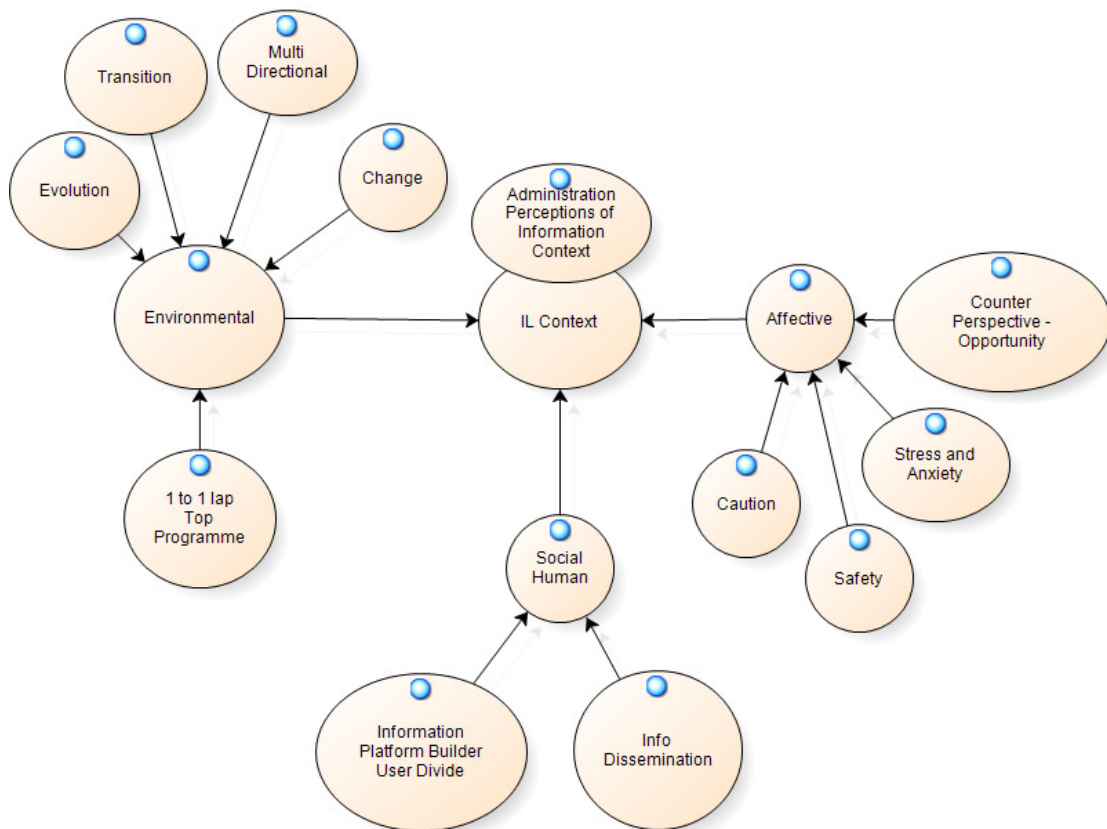 Transition
Multi
Directional
Evolution
Change
Administration
Perceptions of
Information
Context
Environmental
IL Context
Affective
Counter
Perspective -
Opportunity
Stress and
Anxiety
Caution
1 to 1 lap
Top
Programme
Social
Human
Safety
Information
Platform Builder
User Divide
Info
Dissemination